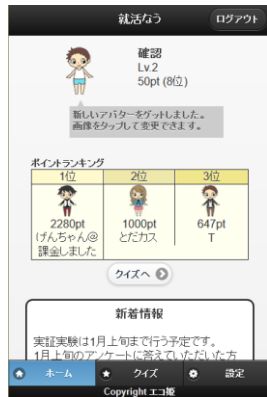 就活なう
ログアウト
確認
Lv.2
50pt (8位)
新しいアバターをゲットしました。
画像をタップして変更できます。
ポイントランキング
1位 2位 3位
2280pt 1000pt 647pt
げんちゃん@ とだカス T
課金しました
クイズへ
新着情報
実証実験は1月上旬まで行う予定です。
1月上旬のアンケートに答えていただいた方
ホーム クイズ 設定
Copyright エコ姫